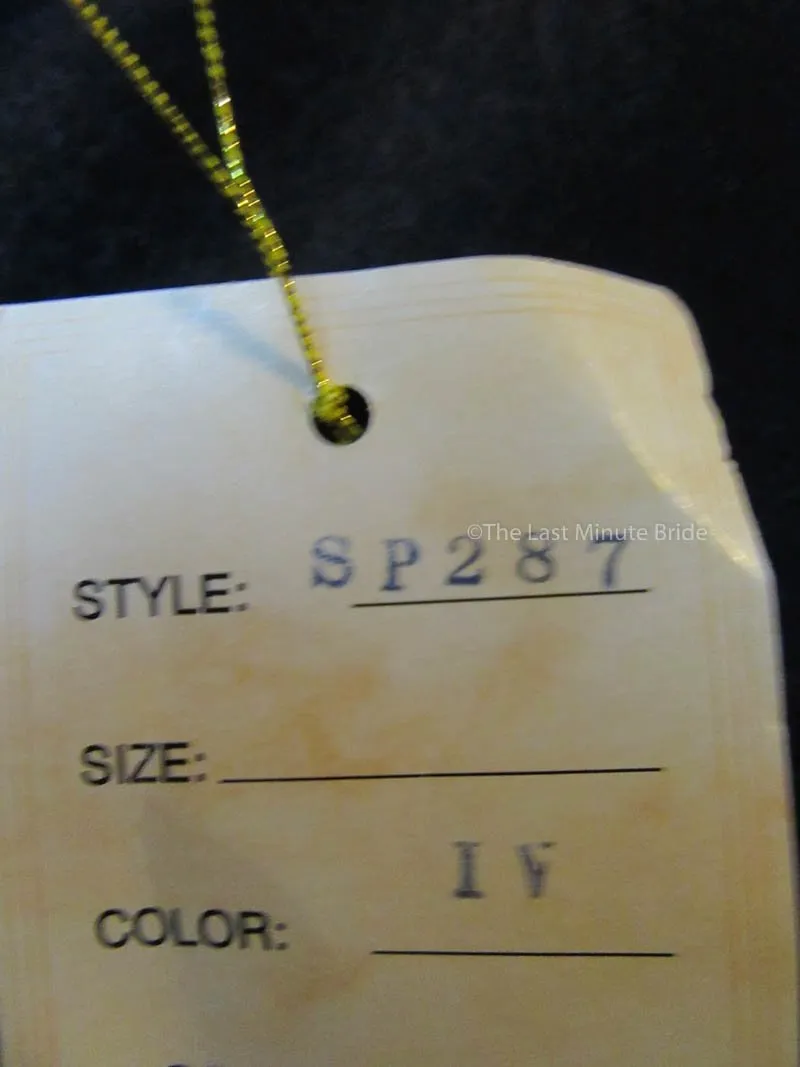 ©The Last Minute Bride
STYLE: SP287
SIZE:
COLOR: IV